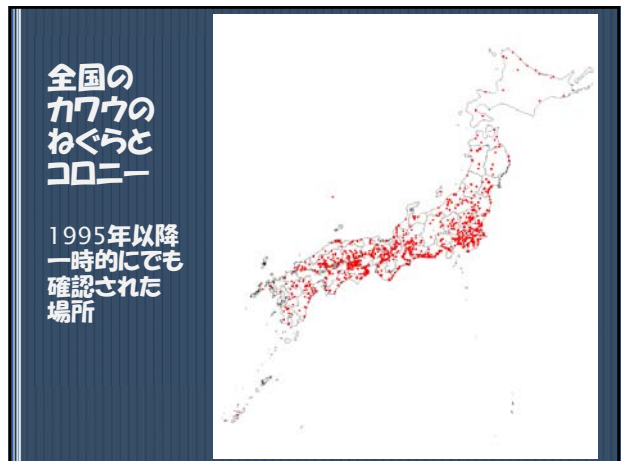 全国の
カワウの
ねぐらと
コロニー
1995年以降
一時的にでも
確認された
場所